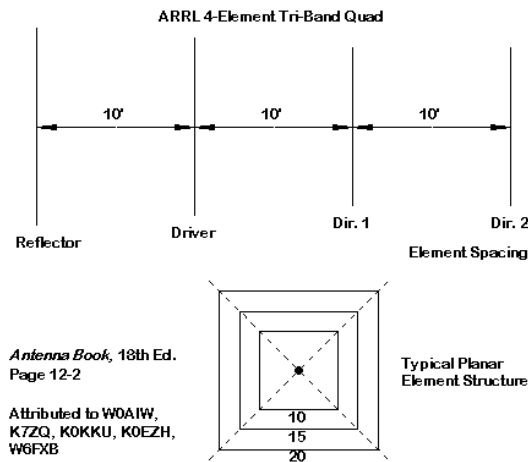 ARRL 4-Element Tri-Band Quad
10' 10' 10'
Reflector Driver Dir. 1 Dir. 2
Element Spacing
Antenna Book, 18th Ed.
Page 12-2
Attributed to W0AIW,
K7ZQ, K0KKU, K0EZH,
W6FXB
10
15
20
Typical Planar
Element Structure